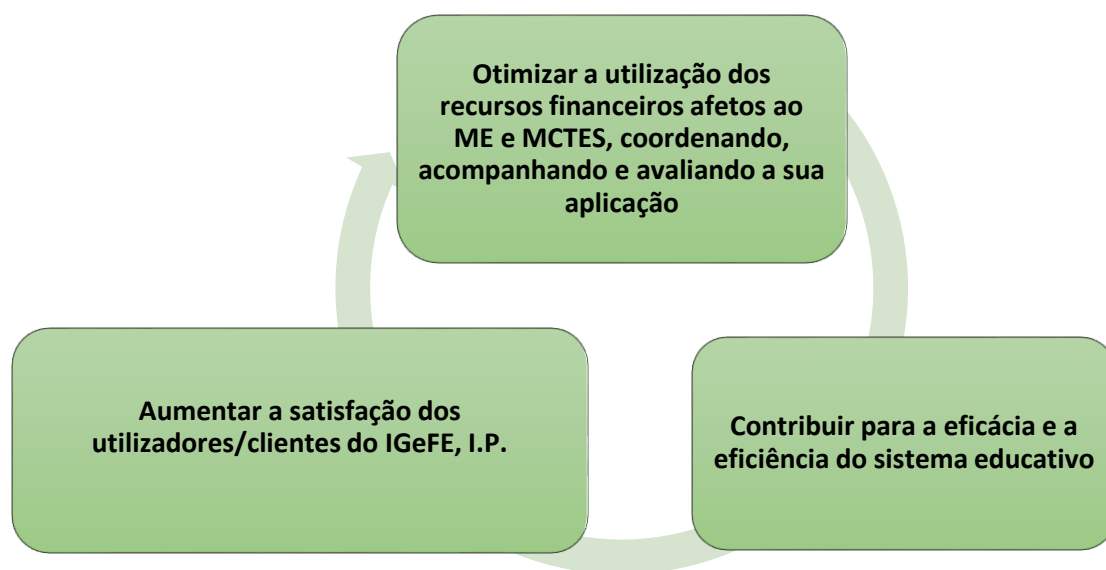 Otimizar a utilização dos
recursos financeiros afetos ao
ME e MCTES, coordenando,
acompanhando e avaliando a sua
aplicação
Aumentar a satisfação dos
utilizadores/clientes do IGeFE, I.P.
Contribuir para a eficácia e a
eficiência do sistema educativo